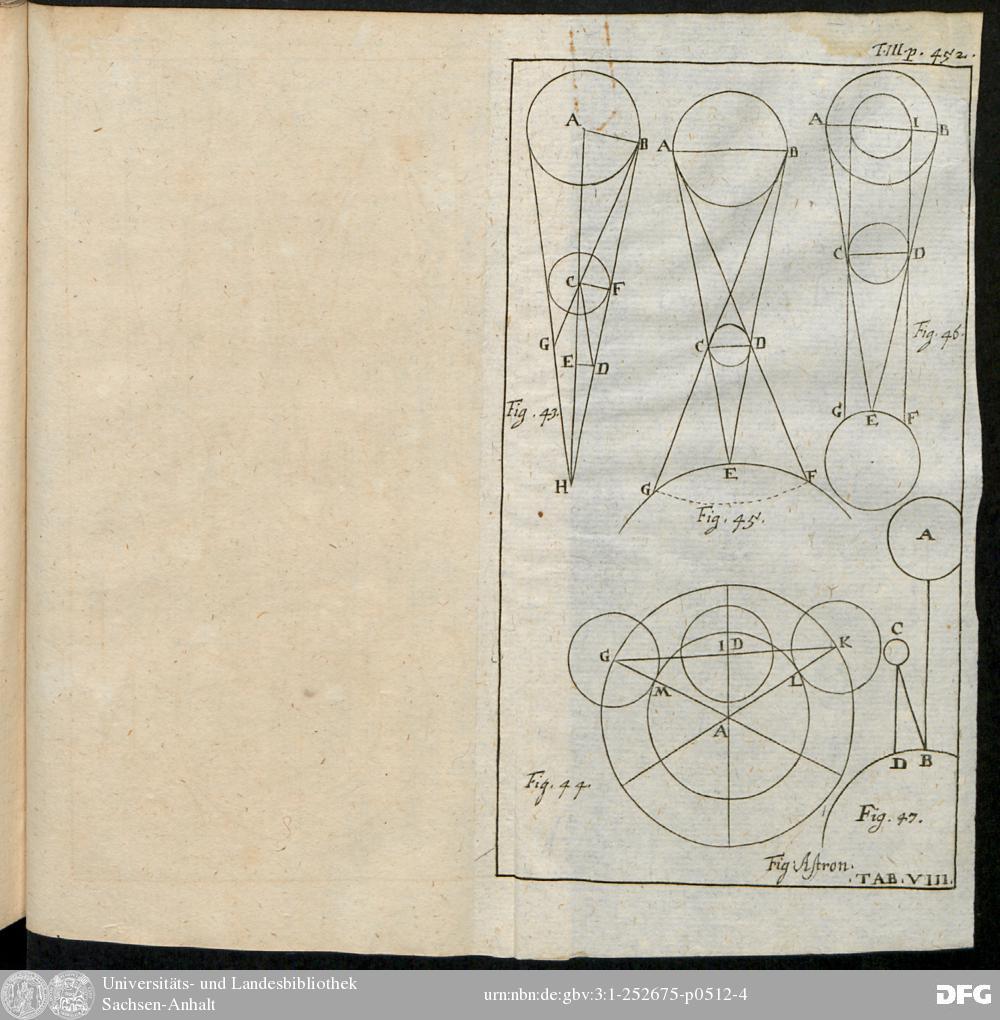 T.III.p. 452.
A
B
C
F
G
E
D
Fig. 43.
H
A
B
C
D
G
E
F
Fig. 45.
A
I
B
C
D
Fig. 46.
G
E
F
A
G
I
D
K
M
L
A
Fig. 44.
C
D
B
Fig. 47.
Fig: Astron.
TAB. VIII.
Universitäts- und Landesbibliothek
Sachsen-Anhalt
urn:nbn:de:gbv:3:1-252675-p0512-4
DFG